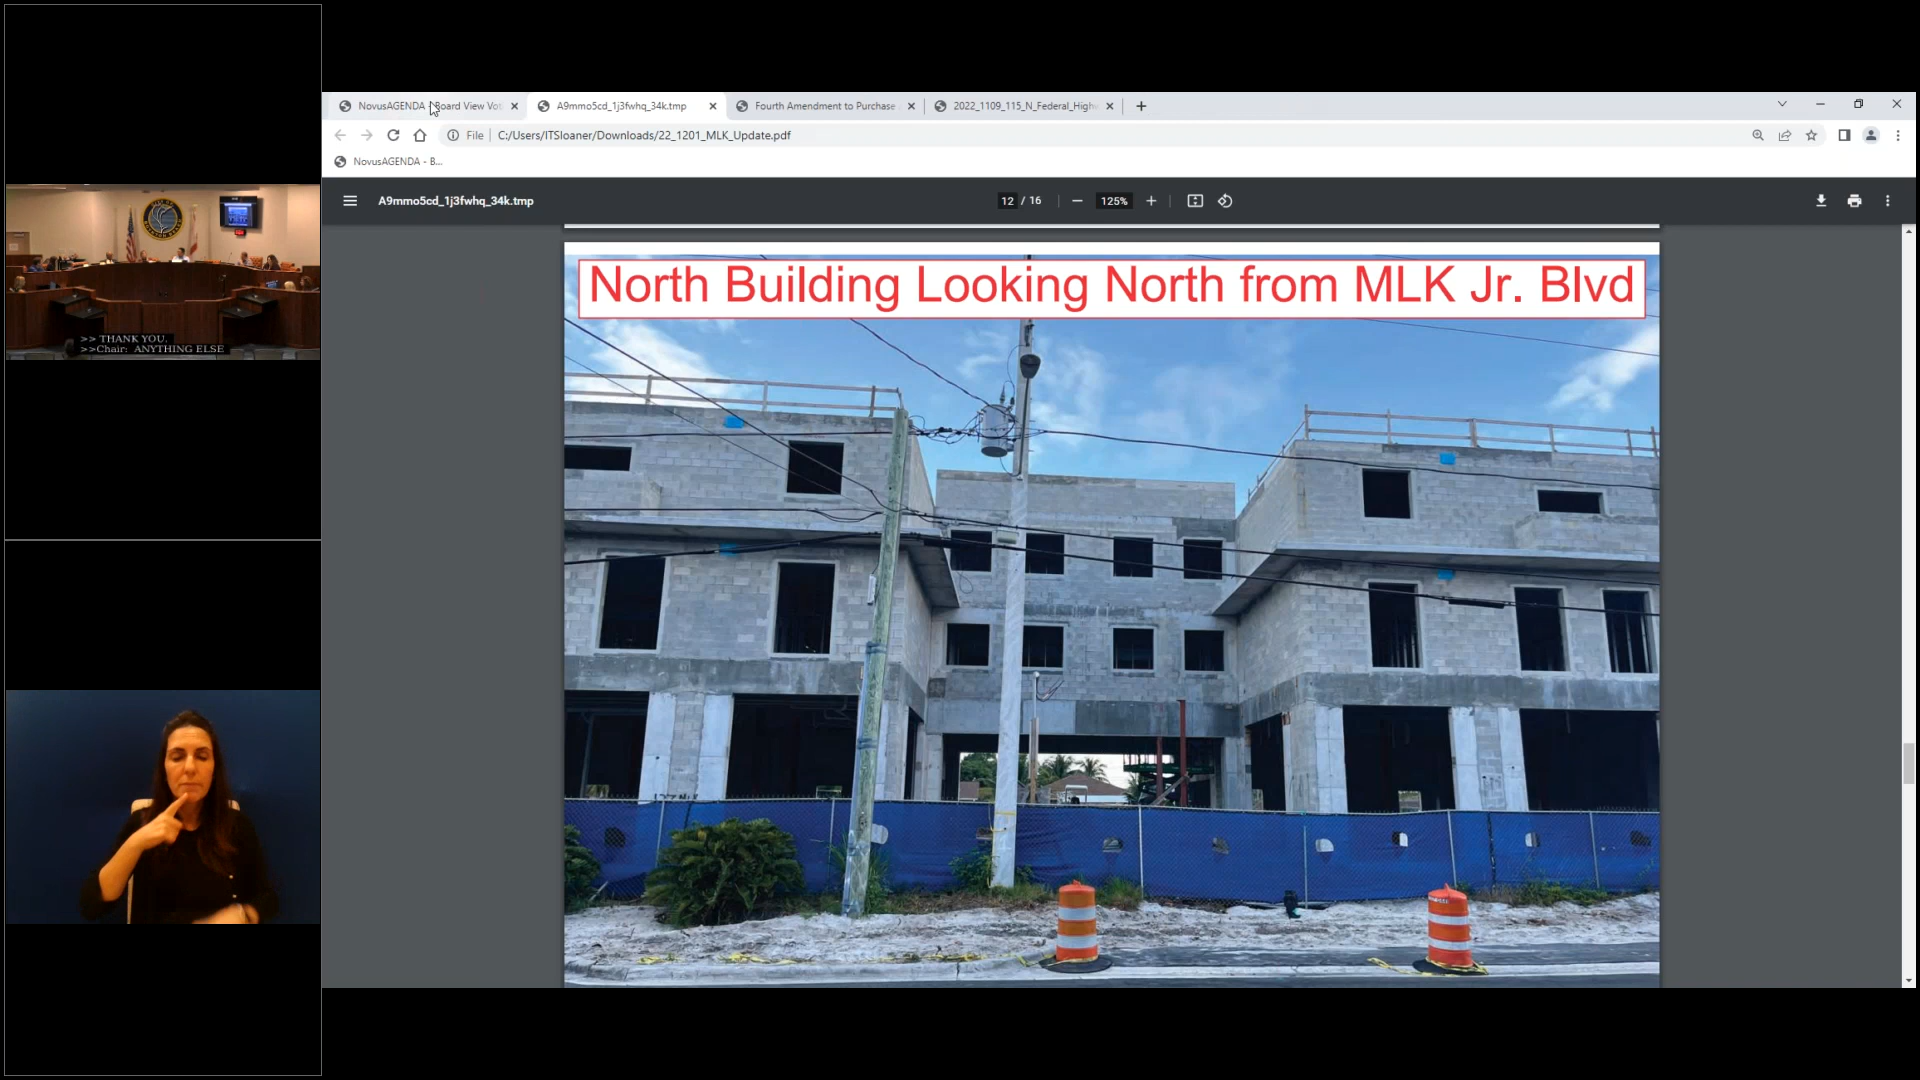 NovusAGENDA - Board View Vot
A9mmo5cd_1j3fwhq_34k.tmp
Fourth Amendment to Purchase
2022_1109_115_N_Federal_High
File
C:/Users/ITSloaner/Downloads/22_1201_MLK_Update.pdf
NovusAGENDA - B...
A9mmo5cd_1j3fwhq_34k.tmp
12 / 16
125%
North Building Looking North from MLK Jr. Blvd
>> THANK YOU.
>>Chair: ANYTHING ELSE